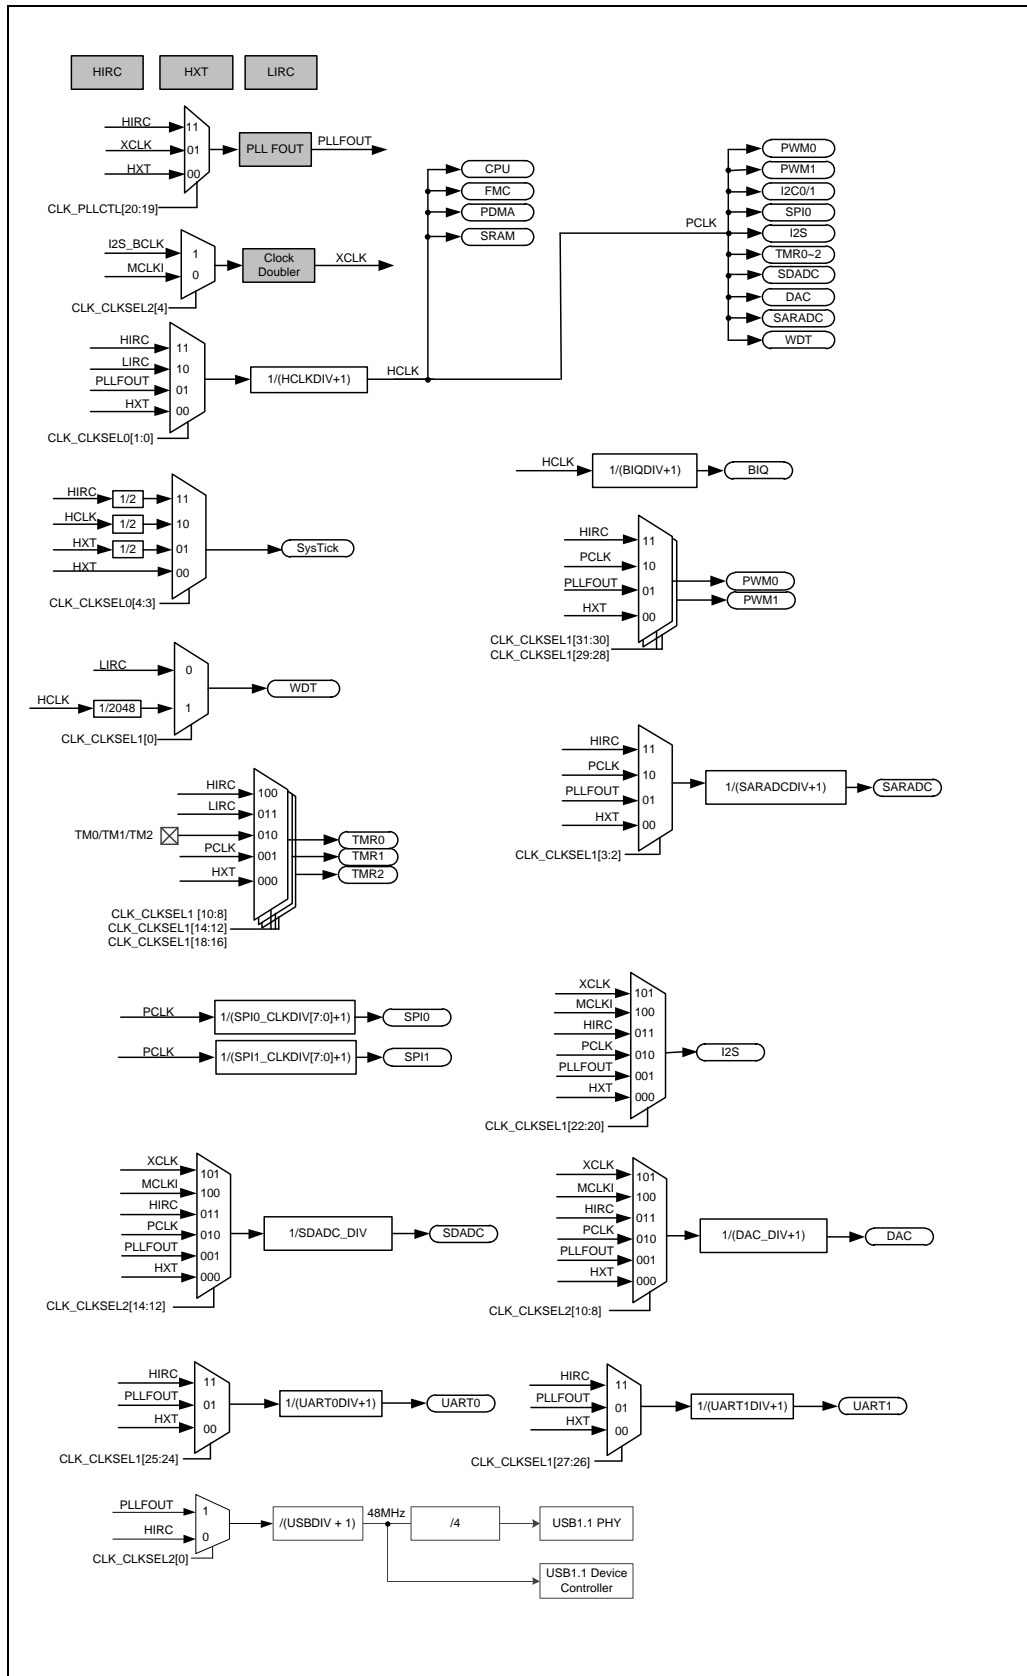 HIRC
HXT
LIRC
HIRC
11
XCLK
01
HXT
00
PLL FOUT
PLLFOUT
CLK_PLLCTL[20:19]
I2S_BCLK
1
MCLKI
0
Clock
Doubler
XCLK
CLK_CLKSEL2[4]
HIRC
11
LIRC
10
PLLFOUT
01
HXT
00
1/(HCLKDIV+1)
HCLK
CLK_CLKSEL0[1:0]
CPU
FMC
PDMA
SRAM
PCLK
PWM0
PWM1
I2C0/1
SPI0
I2S
TMR0~2
SDADC
DAC
SARADC
WDT
HCLK
1/(BIQDIV+1)
BIQ
HIRC
1/2
11
HCLK
1/2
10
HXT
1/2
01
HXT
00
SysTick
CLK_CLKSEL0[4:3]
HIRC
11
PCLK
10
PLLFOUT
01
HXT
00
PWM0
PWM1
CLK_CLKSEL1[31:30]
CLK_CLKSEL1[29:28]
LIRC
0
HCLK
1/2048
1
WDT
CLK_CLKSEL1[0]
HIRC
11
PCLK
10
PLLFOUT
01
HXT
00
1/(SARADCDIV+1)
SARADC
CLK_CLKSEL1[3:2]
HIRC
100
LIRC
011
TM0/TM1/TM2
010
PCLK
001
HXT
000
TMR0
TMR1
TMR2
CLK_CLKSEL1 [10:8]
CLK_CLKSEL1[14:12]
CLK_CLKSEL1[18:16]
PCLK
1/(SPI0_CLKDIV[7:0]+1)
SPI0
PCLK
1/(SPI1_CLKDIV[7:0]+1)
SPI1
XCLK
101
MCLKI
100
HIRC
011
PCLK
010
PLLFOUT
001
HXT
000
I2S
CLK_CLKSEL1[22:20]
XCLK
101
MCLKI
100
HIRC
011
PCLK
010
PLLFOUT
001
HXT
000
1/SDADC_DIV
SDADC
CLK_CLKSEL2[14:12]
XCLK
101
MCLKI
100
HIRC
011
PCLK
010
PLLFOUT
001
HXT
000
1/(DAC_DIV+1)
DAC
CLK_CLKSEL2[10:8]
HIRC
11
PLLFOUT
01
HXT
00
1/(UART0DIV+1)
UART0
CLK_CLKSEL1[25:24]
HIRC
11
PLLFOUT
01
HXT
00
1/(UART1DIV+1)
UART1
CLK_CLKSEL1[27:26]
PLLFOUT
1
HIRC
0
/(USBDIV + 1)
48MHz
/4
USB1.1 PHY
CLK_CLKSEL2[0]
USB1.1 Device
Controller